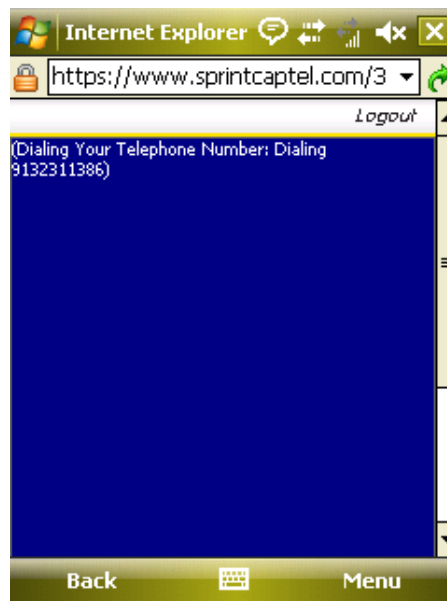 Internet Explorer
https://www.sprintcaptel.com/3
Logout
(Dialing Your Telephone Number: Dialing
9132311386)
Back
Menu